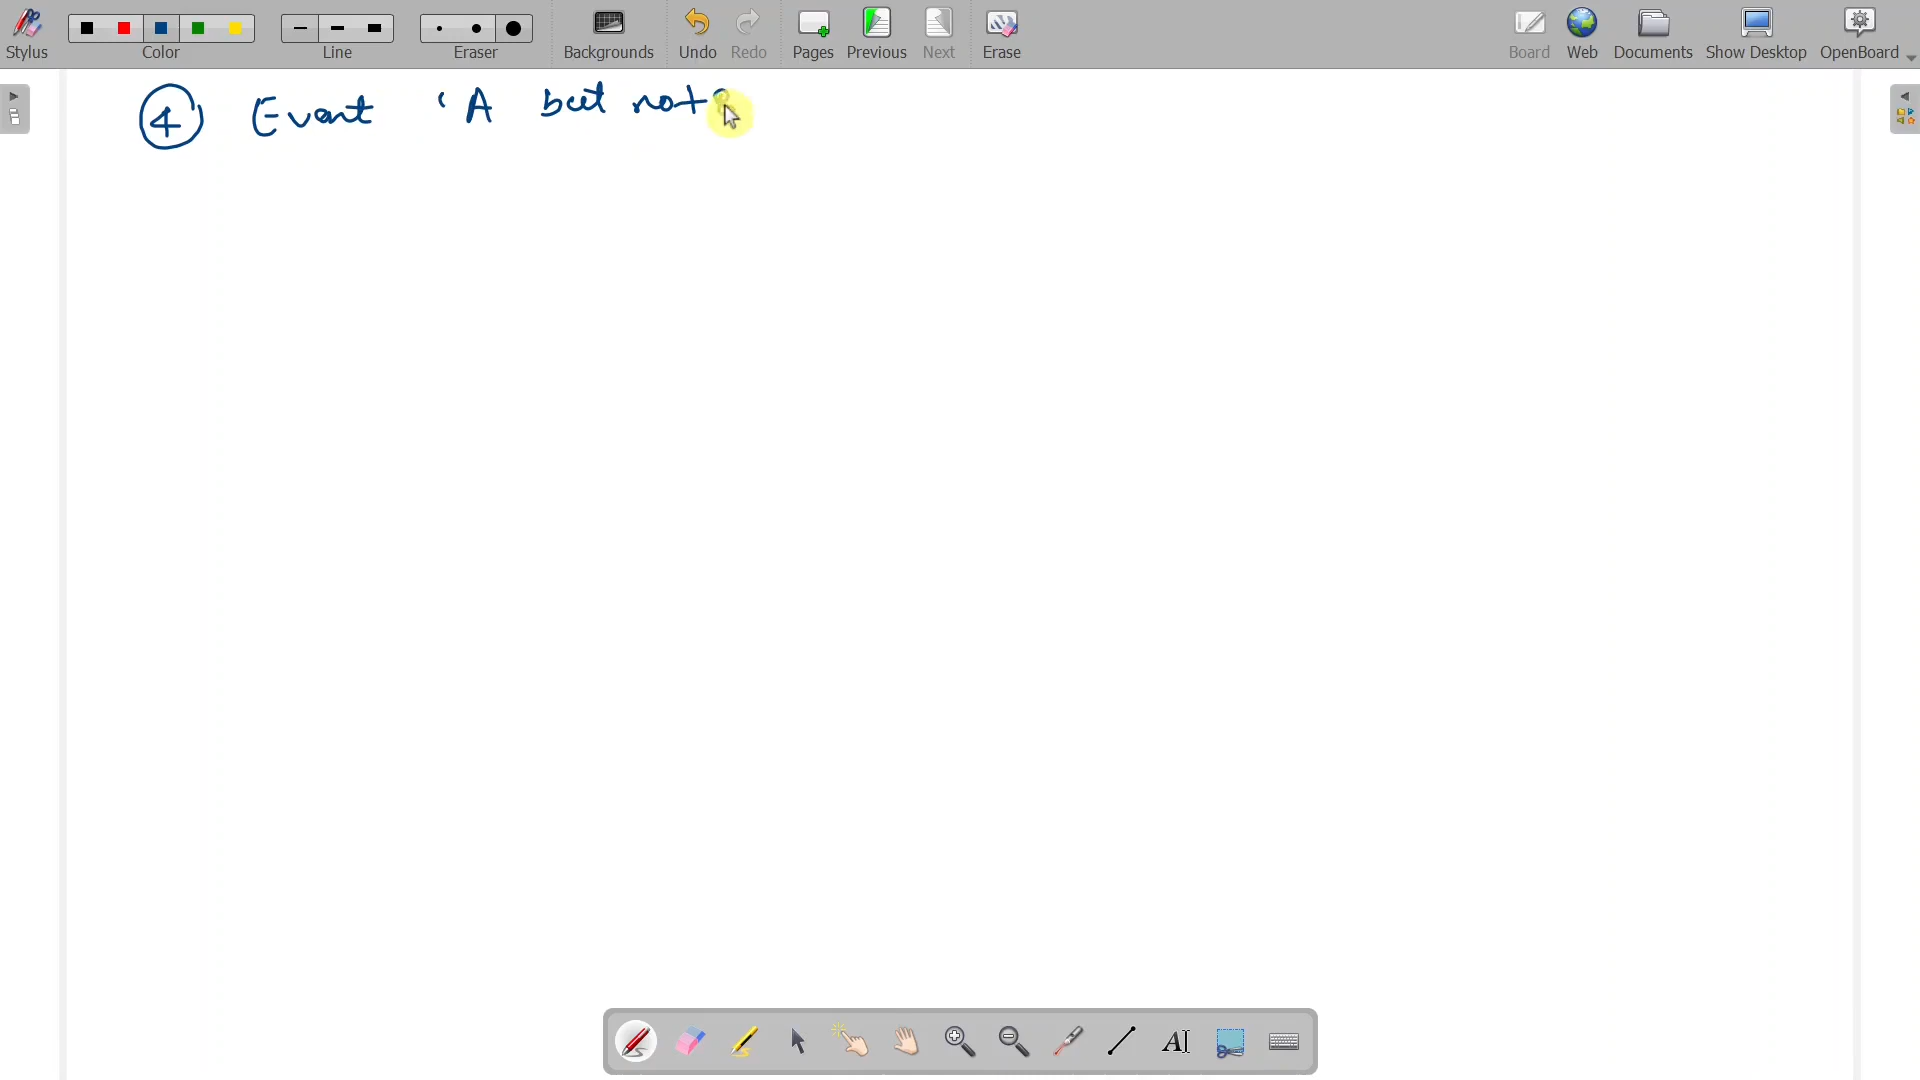 Stylus Color Line Eraser Backgrounds Undo Redo Pages Previous Next Erase Board Web Documents Show Desktop OpenBoard
④ Event 'A but not
AI